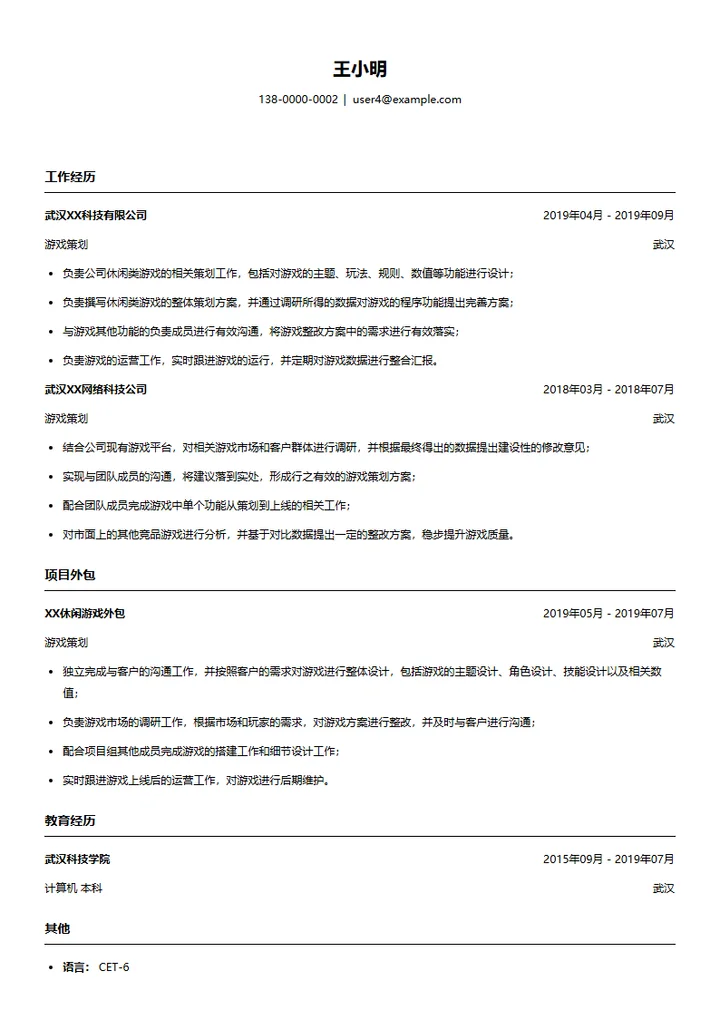 王小明
138-0000-0002 | user4@example.com
工作经历
武汉XX科技有限公司 2019年04月 - 2019年09月
游戏策划 武汉
• 负责公司休闲类游戏的相关策划工作，包括对游戏的主题、玩法、规则、数值等功能进行设计；
• 负责撰写休闲类游戏的整体策划方案，并通过调研所得的数据对游戏的程序功能提出完善方案；
• 与游戏其他功能的负责成员进行有效沟通，将游戏整改方案中的需求进行有效落实；
• 负责游戏的运营工作，实时跟进游戏的运行，并定期对游戏数据进行整合汇报。
武汉XX网络科技公司 2018年03月 - 2018年07月
游戏策划 武汉
• 结合公司现有游戏平台，对相关游戏市场和客户群体进行调研，并根据最终得出的数据提出建设性的修改意见；
• 实现与团队成员的沟通，将建议落到实处，形成行之有效的游戏策划方案；
• 配合团队成员完成游戏中单个功能从策划到上线的相关工作；
• 对市面上的其他竞品游戏进行分析，并基于对比数据提出一定的整改方案，稳步提升游戏质量。
项目外包
XX休闲游戏外包 2019年05月 - 2019年07月
游戏策划 武汉
• 独立完成与客户的沟通工作，并按照客户的需求对游戏进行整体设计，包括游戏的主题设计、角色设计、技能设计以及相关数
值；
• 负责游戏市场的调研工作，根据市场和玩家的需求，对游戏方案进行整改，并及时与客户进行沟通；
• 配合项目组其他成员完成游戏的搭建工作和细节设计工作；
• 实时跟进游戏上线后的运营工作，对游戏进行后期维护。
教育经历
武汉科技学院 2015年09月 - 2019年07月
计算机 本科 武汉
其他
• 语言： CET-6